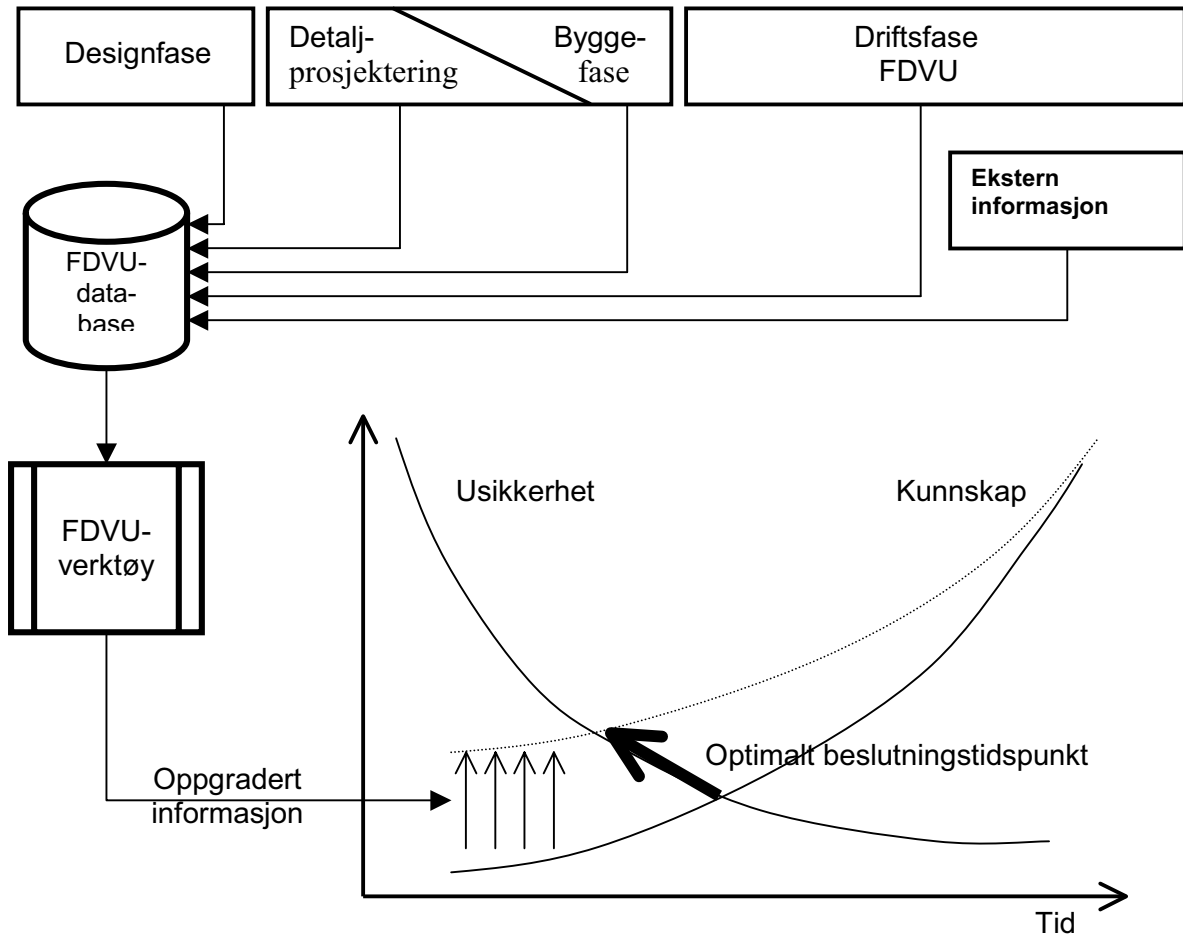 Designfase
Detalj-
prosjektering
Bygge-
fase
Driftsfase
FDVU
Ekstern
informasjon
FDVU-
data-
base
FDVU-
verktøy
Usikkerhet
Kunnskap
Optimalt beslutningstidspunkt
Oppgradert
informasjon
Tid